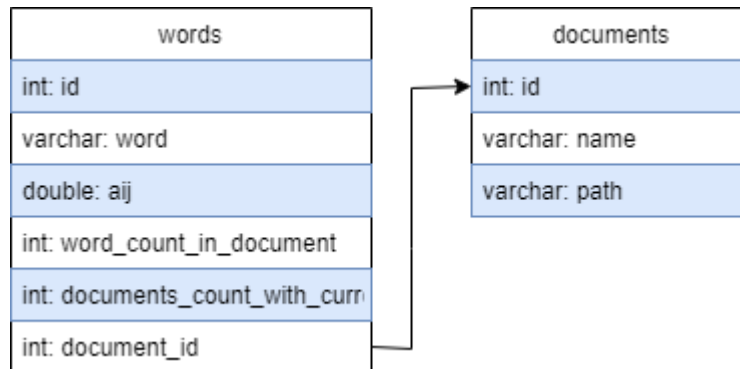 words
int: id
varchar: word
double: aij
int: word_count_in_document
int: documents_count_with_curr
int: document_id
documents
int: id
varchar: name
varchar: path